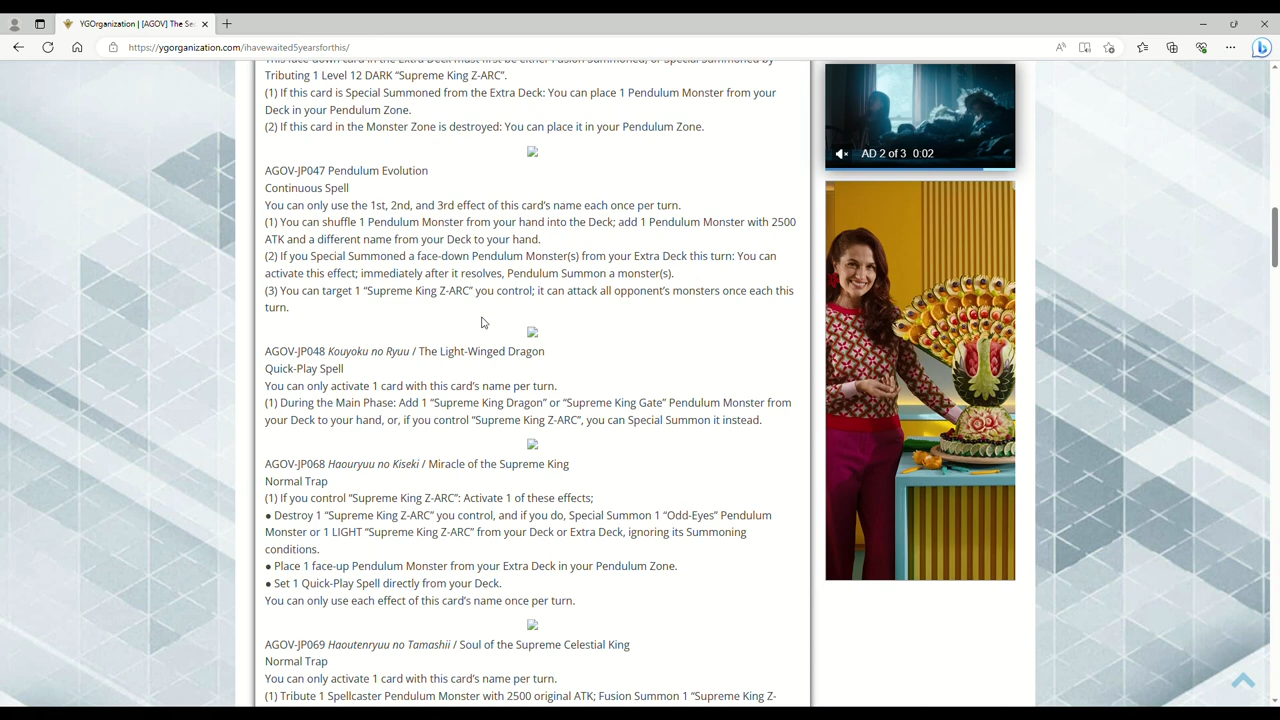 YGOrganization | [AGOV] The Se
https://ygorganization.com/ihavewaited5yearsforthis/
This face-down card in the Extra Deck must first be either Fusion Summoned, or Special Summoned by
Tributing 1 Level 12 DARK “Supreme King Z-ARC”.
(1) If this card is Special Summoned from the Extra Deck: You can place 1 Pendulum Monster from your
Deck in your Pendulum Zone.
(2) If this card in the Monster Zone is destroyed: You can place it in your Pendulum Zone.
AGOV-JP047 Pendulum Evolution
Continuous Spell
You can only use the 1st, 2nd, and 3rd effect of this card’s name each once per turn.
(1) You can shuffle 1 Pendulum Monster from your hand into the Deck; add 1 Pendulum Monster with 2500
ATK and a different name from your Deck to your hand.
(2) If you Special Summoned a face-down Pendulum Monster(s) from your Extra Deck this turn: You can
activate this effect; immediately after it resolves, Pendulum Summon a monster(s).
(3) You can target 1 “Supreme King Z-ARC” you control; it can attack all opponent’s monsters once each this
turn.
AGOV-JP048 Kouyoku no Ryuu / The Light-Winged Dragon
Quick-Play Spell
You can only activate 1 card with this card’s name per turn.
(1) During the Main Phase: Add 1 “Supreme King Dragon” or “Supreme King Gate” Pendulum Monster from
your Deck to your hand, or, if you control “Supreme King Z-ARC”, you can Special Summon it instead.
AGOV-JP068 Haouryuu no Kiseki / Miracle of the Supreme King
Normal Trap
(1) If you control “Supreme King Z-ARC”: Activate 1 of these effects;
● Destroy 1 “Supreme King Z-ARC” you control, and if you do, Special Summon 1 “Odd-Eyes” Pendulum
Monster or 1 LIGHT “Supreme King Z-ARC” from your Deck or Extra Deck, ignoring its Summoning
conditions.
● Place 1 face-up Pendulum Monster from your Extra Deck in your Pendulum Zone.
● Set 1 Quick-Play Spell directly from your Deck.
You can only use each effect of this card’s name once per turn.
AGOV-JP069 Haoutenryuu no Tamashii / Soul of the Supreme Celestial King
Normal Trap
You can only activate 1 card with this card’s name per turn.
(1) Tribute 1 Spellcaster Pendulum Monster with 2500 original ATK; Fusion Summon 1 “Supreme King Z-
AD 2 of 3 0:02